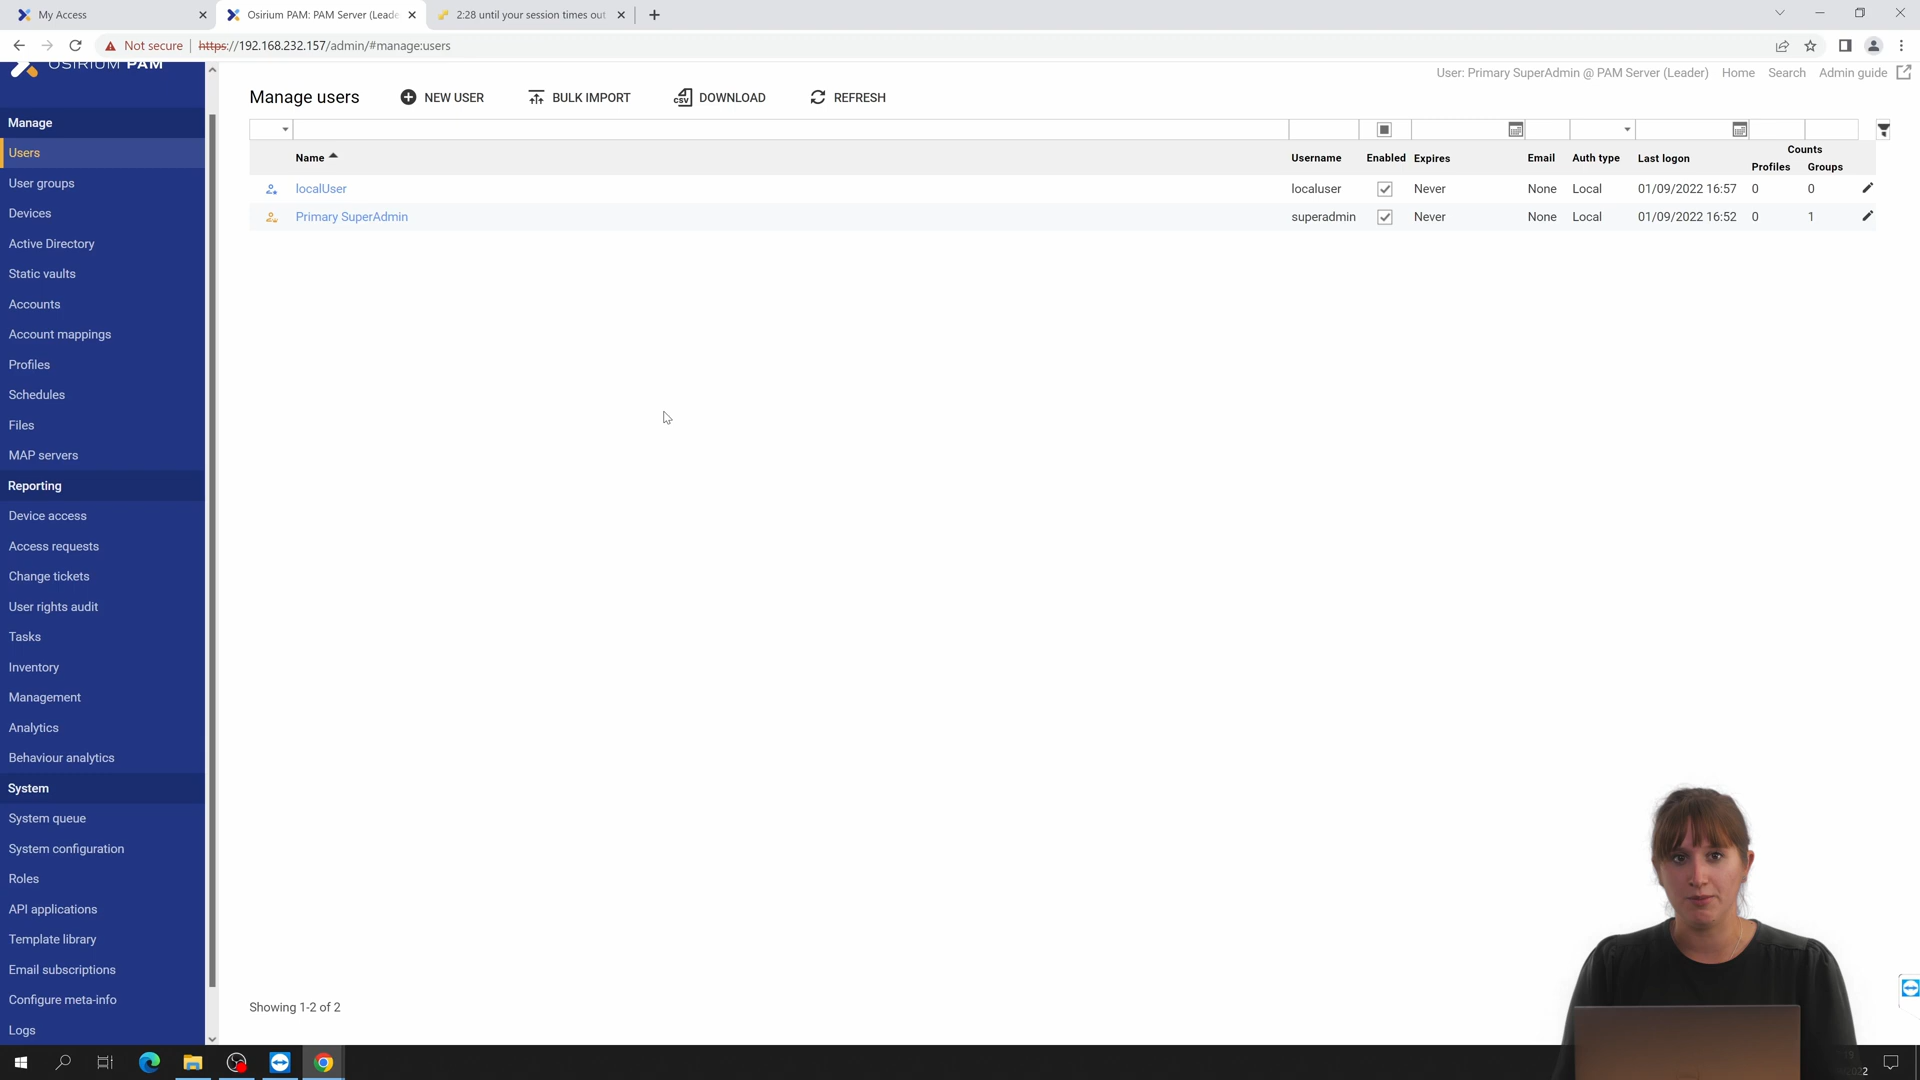 My Access
Osirium PAM: PAM Server (Leade
2:28 until your session times out
Not secure
https://192.168.232.157/admin/#manage:users
OSIRIUM PAM
User: Primary SuperAdmin @ PAM Server (Leader) Home Search Admin guide
Manage
Users
User groups
Devices
Active Directory
Static vaults
Accounts
Account mappings
Profiles
Schedules
Files
MAP servers
Reporting
Device access
Access requests
Change tickets
User rights audit
Tasks
Inventory
Management
Analytics
Behaviour analytics
System
System queue
System configuration
Roles
API applications
Template library
Email subscriptions
Configure meta-info
Logs
Manage users NEW USER BULK IMPORT CSV DOWNLOAD REFRESH
Name Username Enabled Expires Email Auth type Last logon Counts
Profiles Groups
localUser localuser Never None Local 01/09/2022 16:57 0 0
Primary SuperAdmin superadmin Never None Local 01/09/2022 16:52 0 1
Showing 1-2 of 2